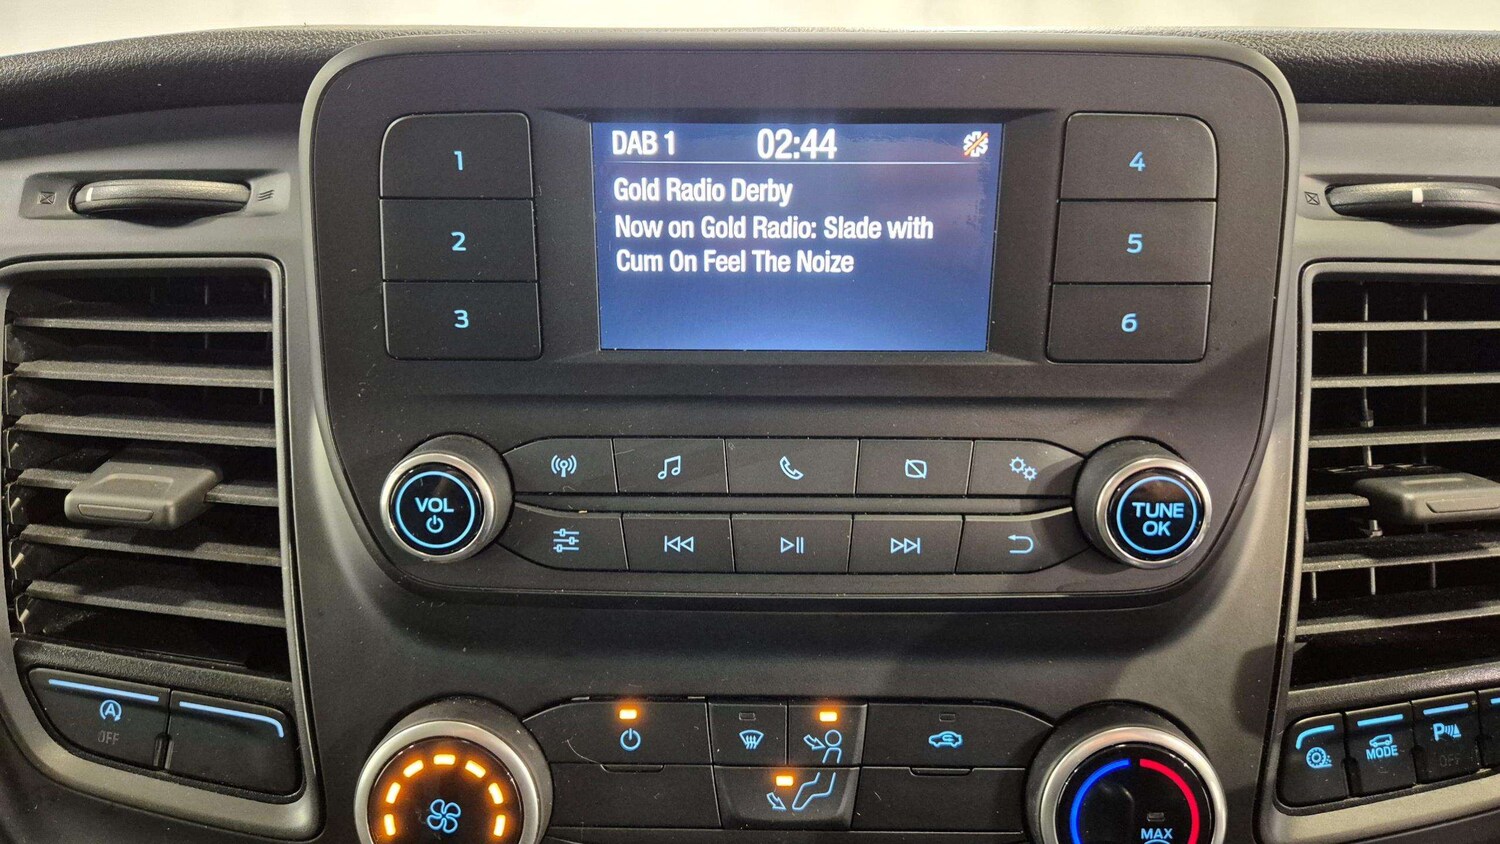 DAB 1 02:44
Gold Radio Derby
Now on Gold Radio: Slade with
Cum On Feel The Noize
1
2
3
4
5
6
VOL
TUNE
OK
A
OFF
MODE
P
OFF
MAX